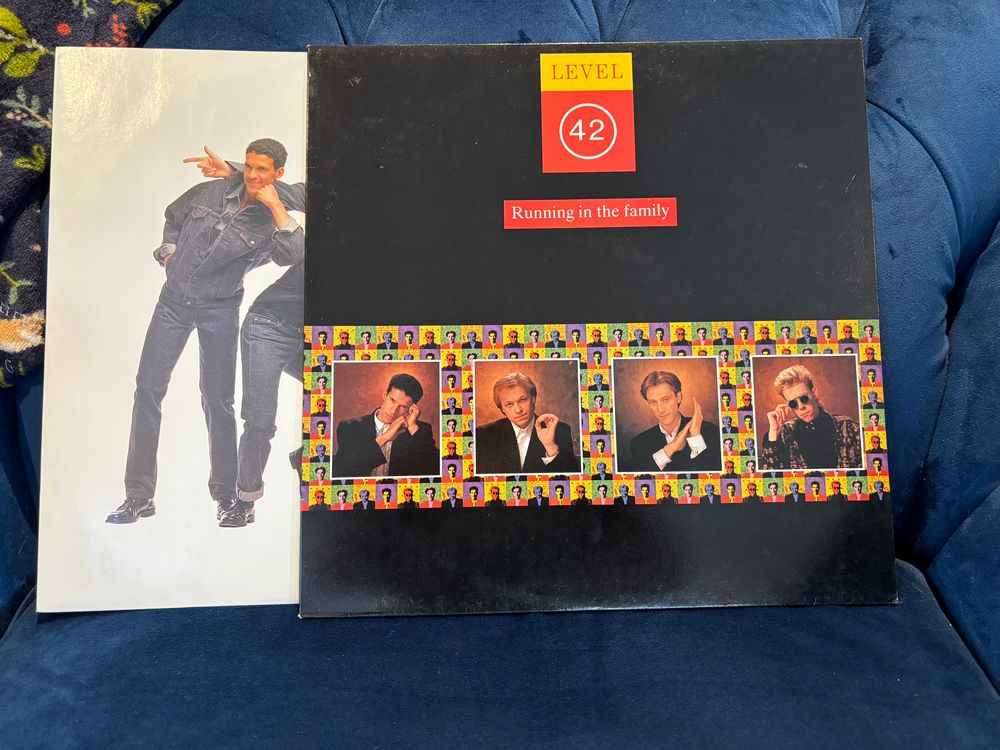 LEVEL
42
Running in the family